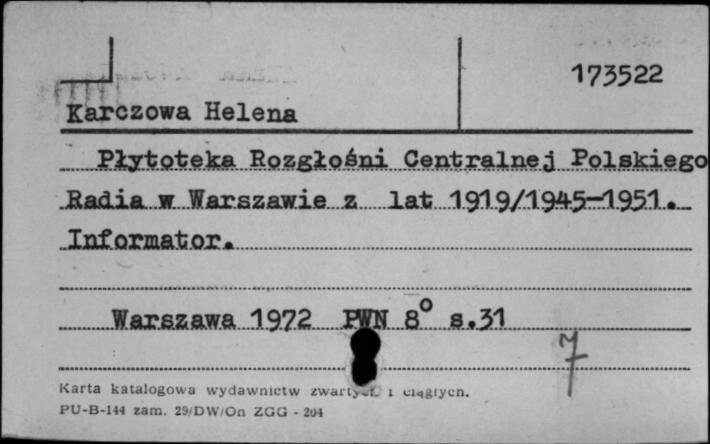 173522
Karczowa Helena
Płytoteka Rozgłośni Centralnej Polskiego
Radia w Warszawie z lat 1919/1945-1951.
Informator.
Warszawa 1972 PWN 8° s.31
7
Karta katalogowa wydawnictw zwartych i ciągłych.
PU-B-144 zam. 29/DW/On ZGG - 204